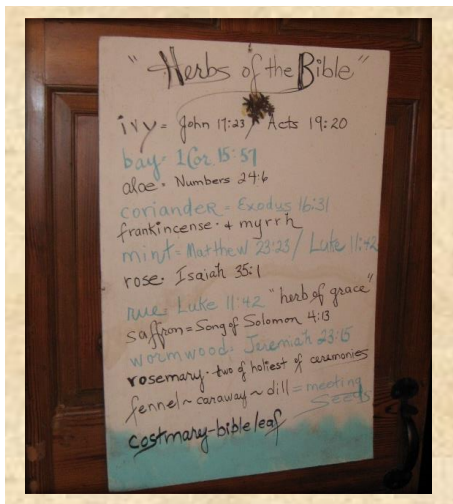 "Herbs of the Bible"
ivy = John 17:23 / Acts 19:20
bay = 1 Cor 15:57
aloe = Numbers 24:6
coriander = Exodus 16:31
frankincense + myrrh
mint = Matthew 23:23 / Luke 11:42
rose = Isaiah 35:1
rue Luke 11:42 "herb of grace"
saffron = Song of Solomon 4:13
wormwood = Jeremiah 23:15
rosemary - two of holiest of ceremonies
fennel ~ caraway ~ dill = meeting
seeds
costmary - bible leaf